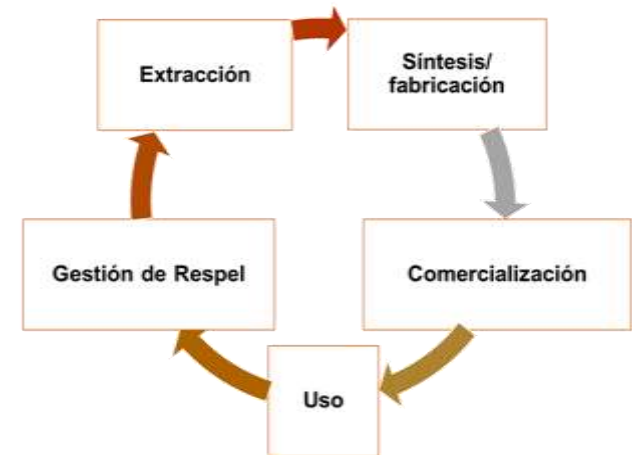 Extracción
Síntesis/
fabricación
Comercialización
Uso
Gestión de Respel